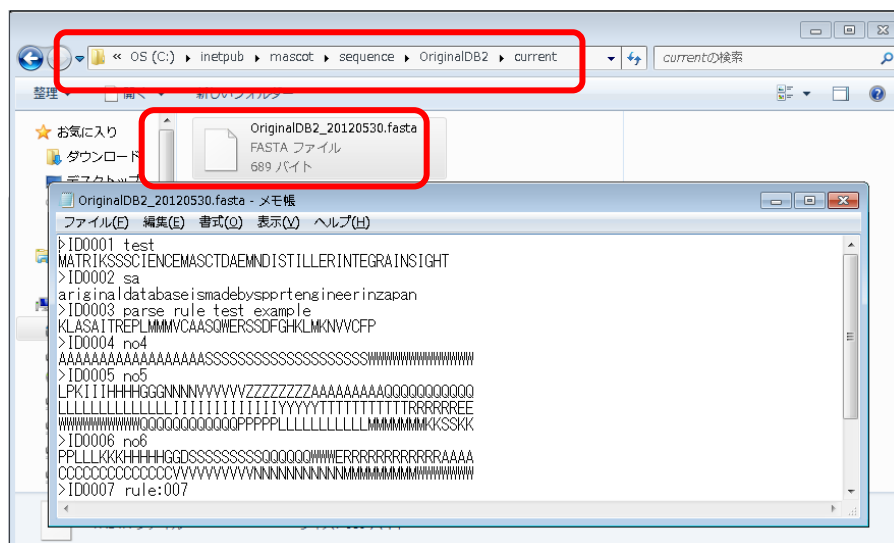 « OS (C:) ▸ inetpub ▸ mascot ▸ sequence ▸ OriginalDB2 ▸ current
currentの検索
整理
開く
新しいフォルダー
お気に入り
ダウンロード
デスクトップ
OriginalDB2_20120530.fasta
FASTA ファイル
689 バイト
OriginalDB2_20120530.fasta - メモ帳
ファイル(F) 編集(E) 書式(O) 表示(V) ヘルプ(H)
>ID0001 test
MATRIKSSSCIENCEMASCTDAEMNDISTILLERINTEGRAINSIGHT
>ID0002 sa
ariginaldatabaseismadebyspprtengineerinzapan
>ID0003 parse rule test example
KLASAITREPLMMMVCAASQWERSSDFGHKLMKNVVCFP
>ID0004 no4
AAAAAAAAAAAAAAAAAASSSSSSSSSSSSSSSSSSSSWWWWWWWWWWWWW
>ID0005 no5
LPKIIIHHHHGGGNNNNVVVVVVZZZZZZZZAAAAAAAAAQQQQQQQQQQQ
LLLLLLLLLLLLLLIIIIIIIIIIIIIYYYYYTTTTTTTTTTTRRRRRREE
WWWWWWWWWWQQQQQQQQQQQQPPPPPLLLLLLLLLLLMMMMMMMKKSSKK
>ID0006 no6
PPLLLKKKHHHHHGGDSSSSSSSSSQQQQQQWWWERRRRRRRRRRRRAAAA
CCCCCCCCCCCCCCVVVVVVVVVVNNNNNNNNNNNMMMMMMMMMWWWWWWW
>ID0007 rule:007